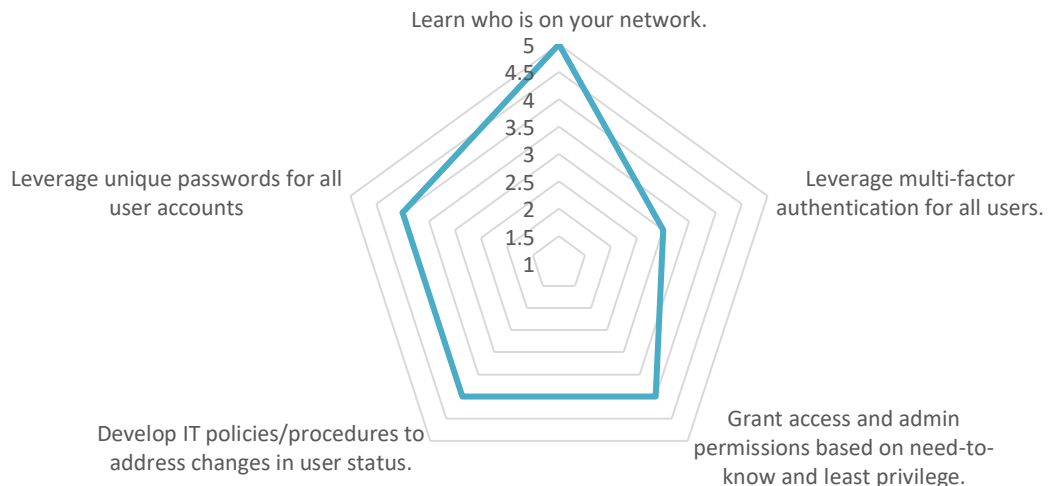 Learn who is on your network.
5
4.5
4
3.5
3
2.5
2
1.5
1
Leverage unique passwords for all
user accounts
Leverage multi-factor
authentication for all users.
Develop IT policies/procedures to
address changes in user status.
Grant access and admin
permissions based on need-to-
know and least privilege.